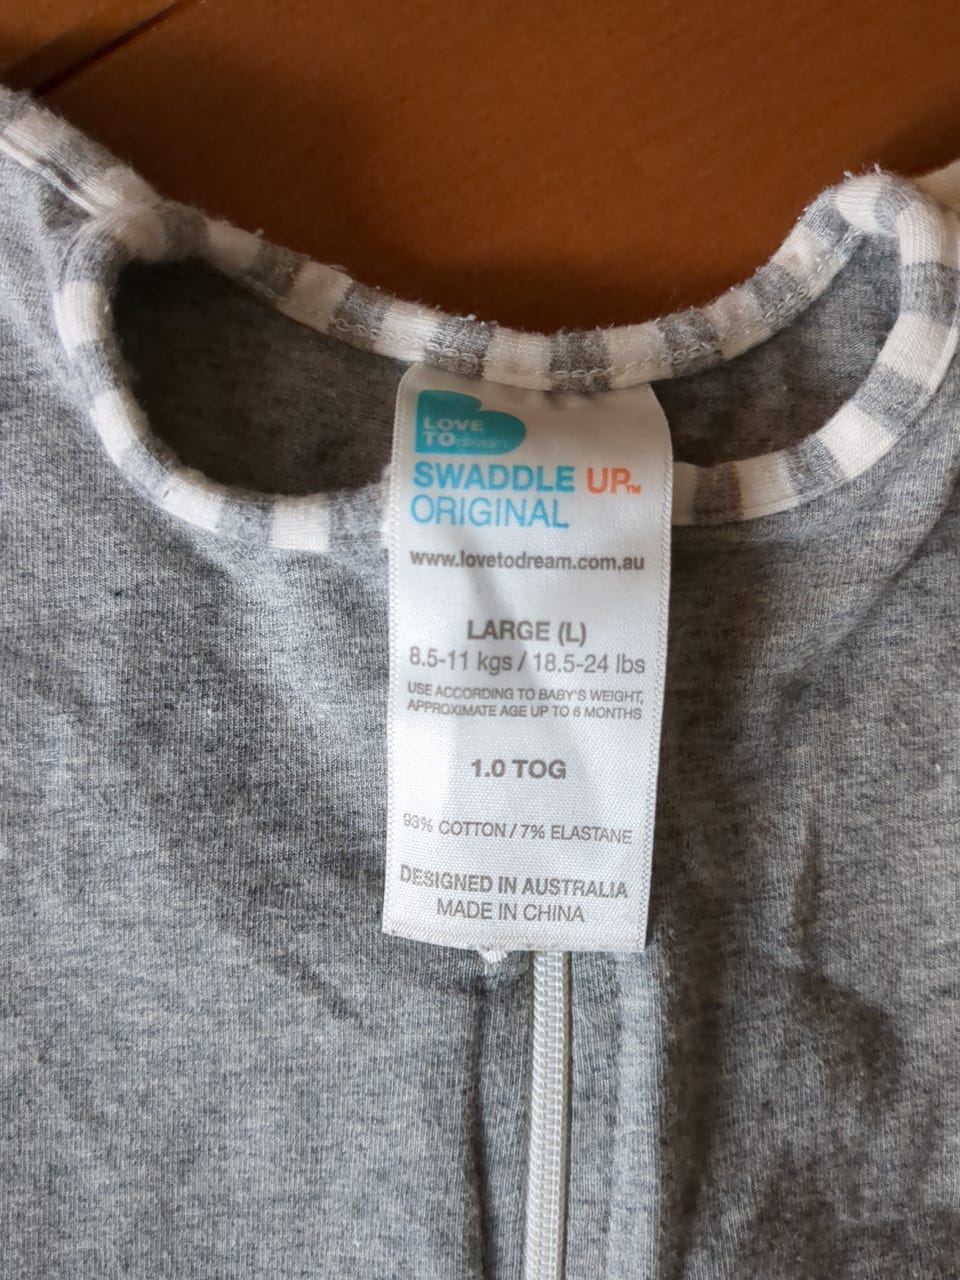 LOVE
TO
SWADDLE UP™
ORIGINAL
www.lovetodream.com.au
LARGE (L)
8.5-11 kgs / 18.5-24 lbs
USE ACCORDING TO BABY'S WEIGHT,
APPROXIMATE AGE UP TO 6 MONTHS
1.0 TOG
93% COTTON / 7% ELASTANE
DESIGNED IN AUSTRALIA
MADE IN CHINA